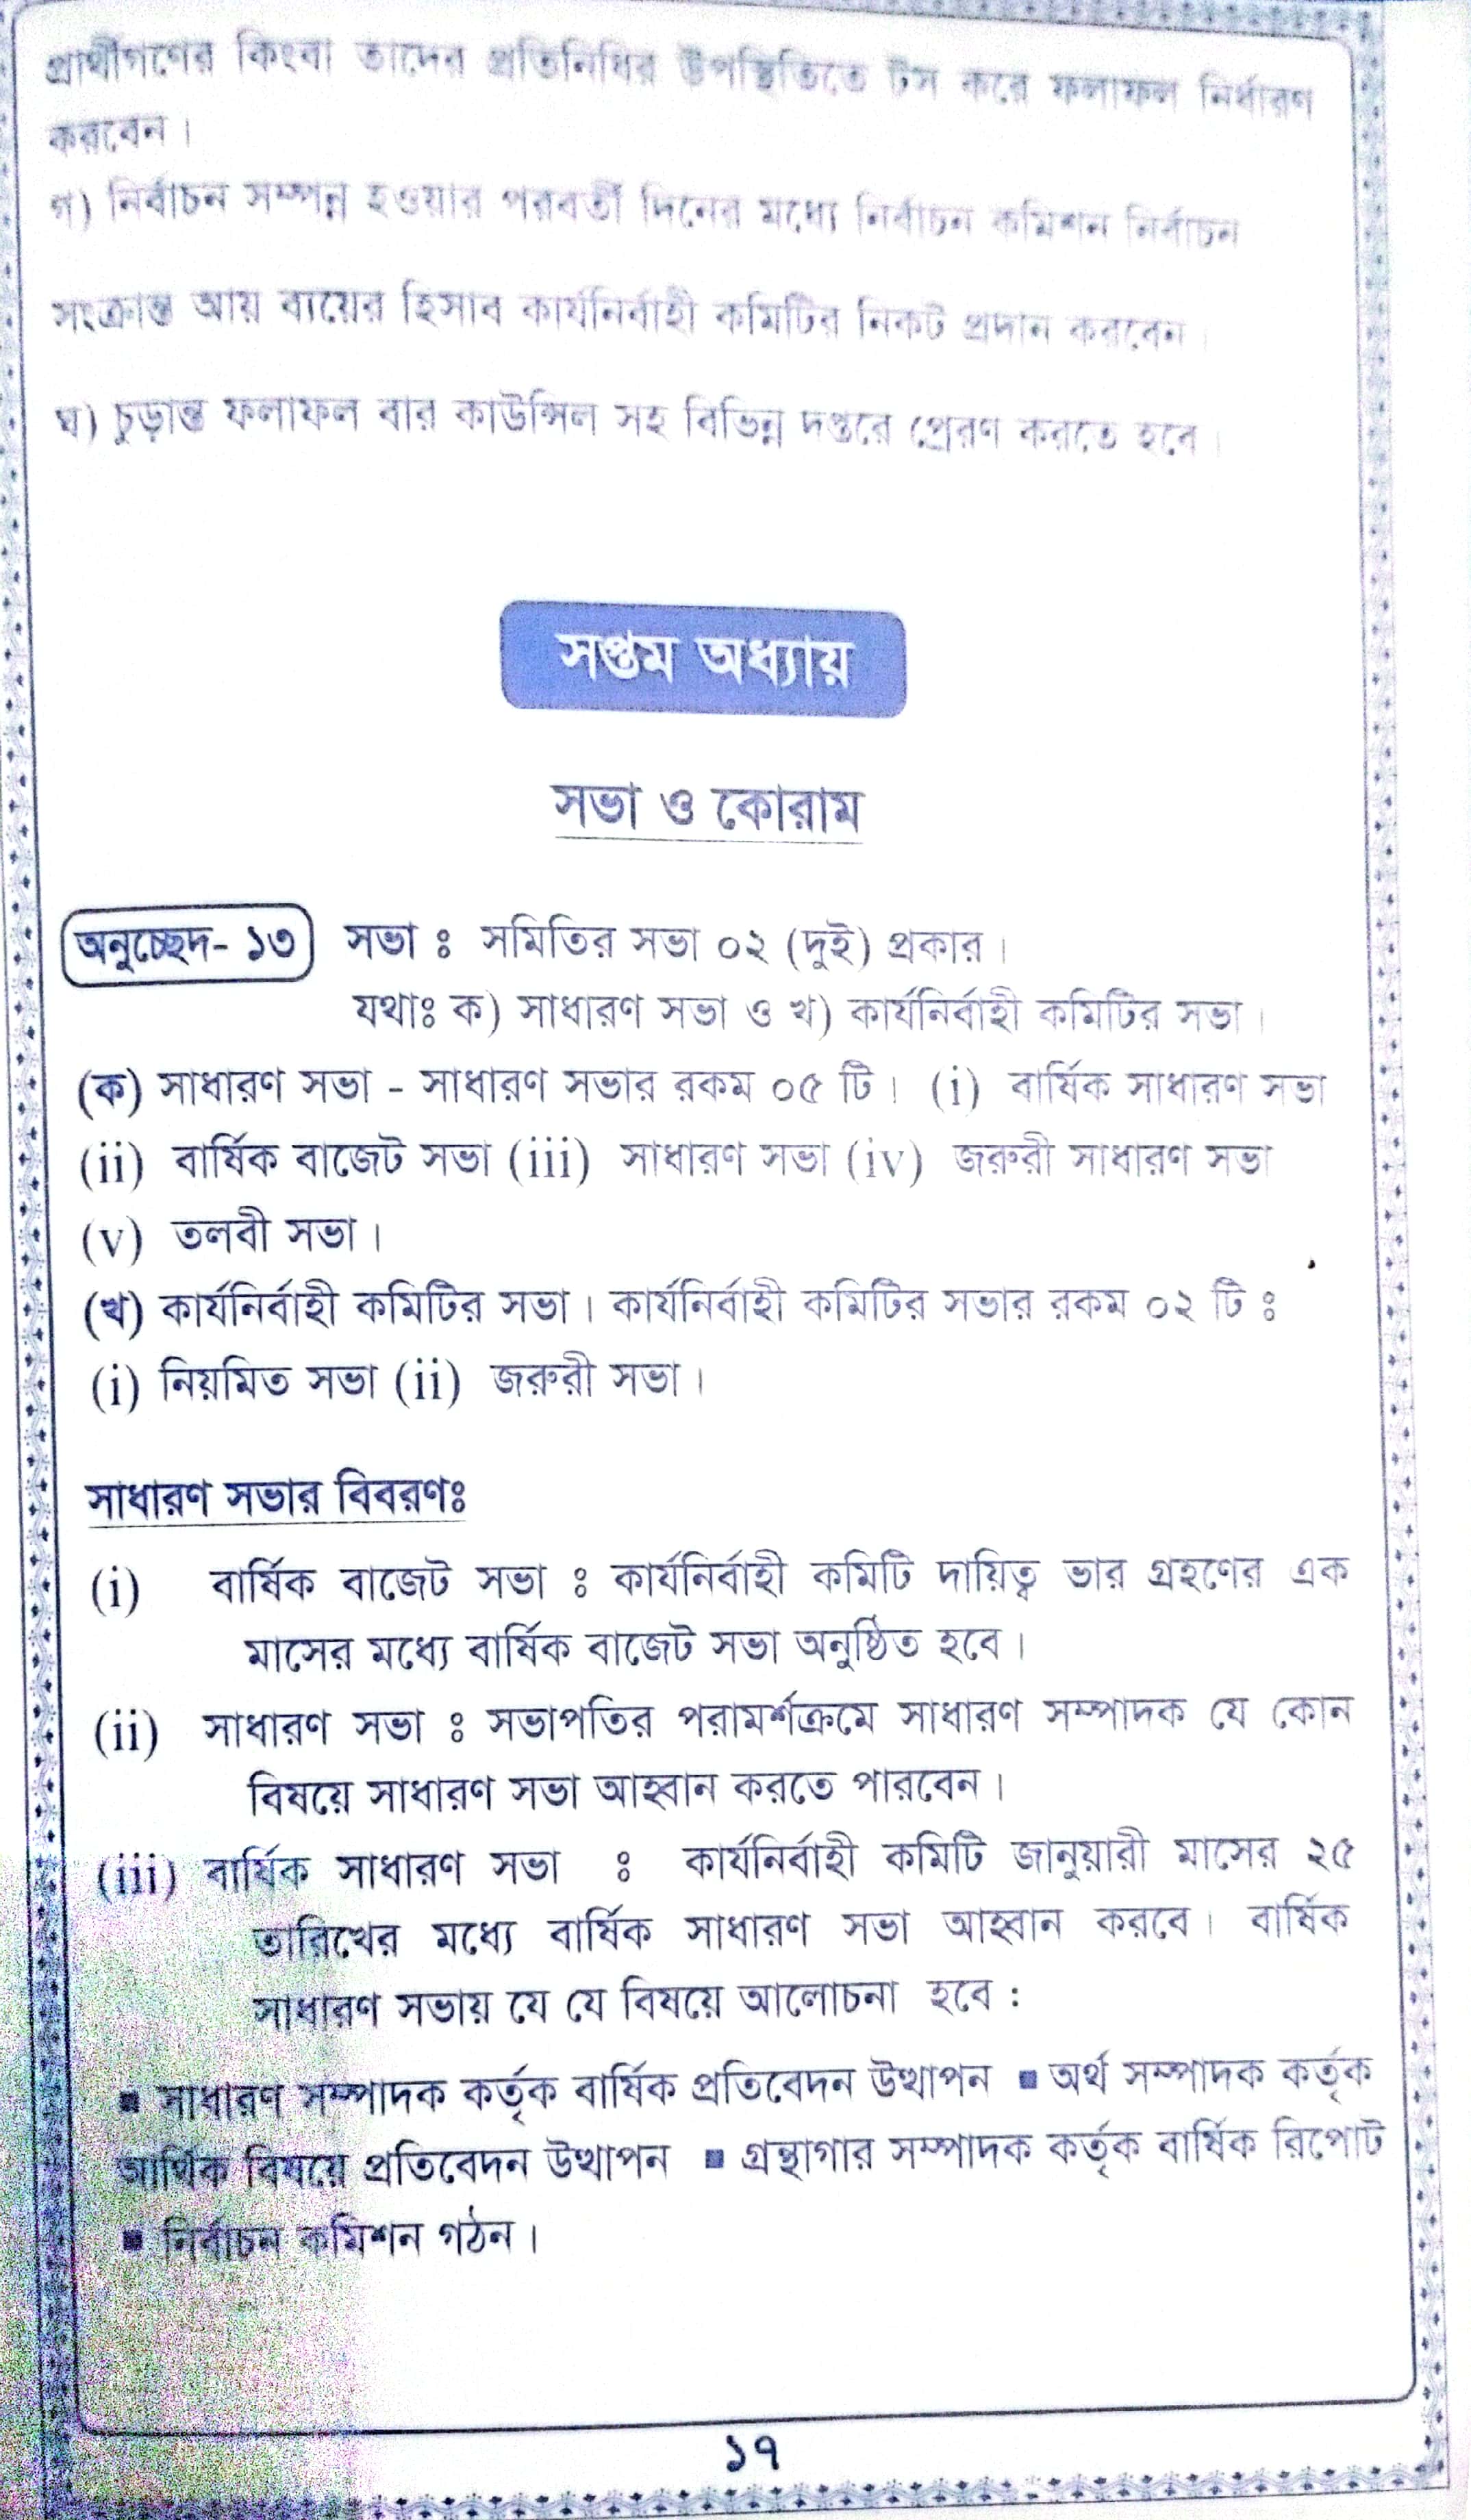 প্রার্থীগণের কিংবা তাদের প্রতিনিধির উপস্থিতিতে টস করে ফলাফল নির্ধারণ
করবেন।
গ) নির্বাচন সম্পন্ন হওয়ার পরবর্তী দিনের মধ্যে নির্বাচন কমিশন নির্বাচন
সংক্রান্ত আয় ব্যয়ের হিসাব কার্যনির্বাহী কমিটির নিকট প্রদান করবেন।
ঘ) চুড়ান্ত ফলাফল বার কাউন্সিল সহ বিভিন্ন দপ্তরে প্রেরণ করতে হবে।
সপ্তম অধ্যায়
সভা ও কোরাম
অনুচ্ছেদ- ১৩ সভা ঃ সমিতির সভা ০২ (দুই) প্রকার।
যথাঃ ক) সাধারণ সভা ও খ) কার্যনির্বাহী কমিটির সভা।
(ক) সাধারণ সভা - সাধারণ সভার রকম ০৫ টি। (i) বার্ষিক সাধারণ সভা
(ii) বার্ষিক বাজেট সভা (iii) সাধারণ সভা (iv) জরুরী সাধারণ সভা
(v) তলবী সভা।
(খ) কার্যনির্বাহী কমিটির সভা। কার্যনির্বাহী কমিটির সভার রকম ০২ টি ঃ
(i) নিয়মিত সভা (ii) জরুরী সভা।
সাধারণ সভার বিবরণঃ
(i) বার্ষিক বাজেট সভা ঃ কার্যনির্বাহী কমিটি দায়িত্ব ভার গ্রহণের এক
মাসের মধ্যে বার্ষিক বাজেট সভা অনুষ্ঠিত হবে।
(ii) সাধারণ সভা ঃ সভাপতির পরামর্শক্রমে সাধারণ সম্পাদক যে কোন
বিষয়ে সাধারণ সভা আহ্বান করতে পারবেন।
(iii) বার্ষিক সাধারণ সভা ঃ কার্যনির্বাহী কমিটি জানুয়ারী মাসের ২৫
তারিখের মধ্যে বার্ষিক সাধারণ সভা আহ্বান করবে। বার্ষিক
সাধারণ সভায় যে যে বিষয়ে আলোচনা হবে :
■ সাধারণ সম্পাদক কর্তৃক বার্ষিক প্রতিবেদন উত্থাপন ■ অর্থ সম্পাদক কর্তৃক
আর্থিক বিষয়ে প্রতিবেদন উত্থাপন ■ গ্রন্থাগার সম্পাদক কর্তৃক বার্ষিক রিপোর্ট
■ নির্বাচন কমিশন গঠন।
১৭